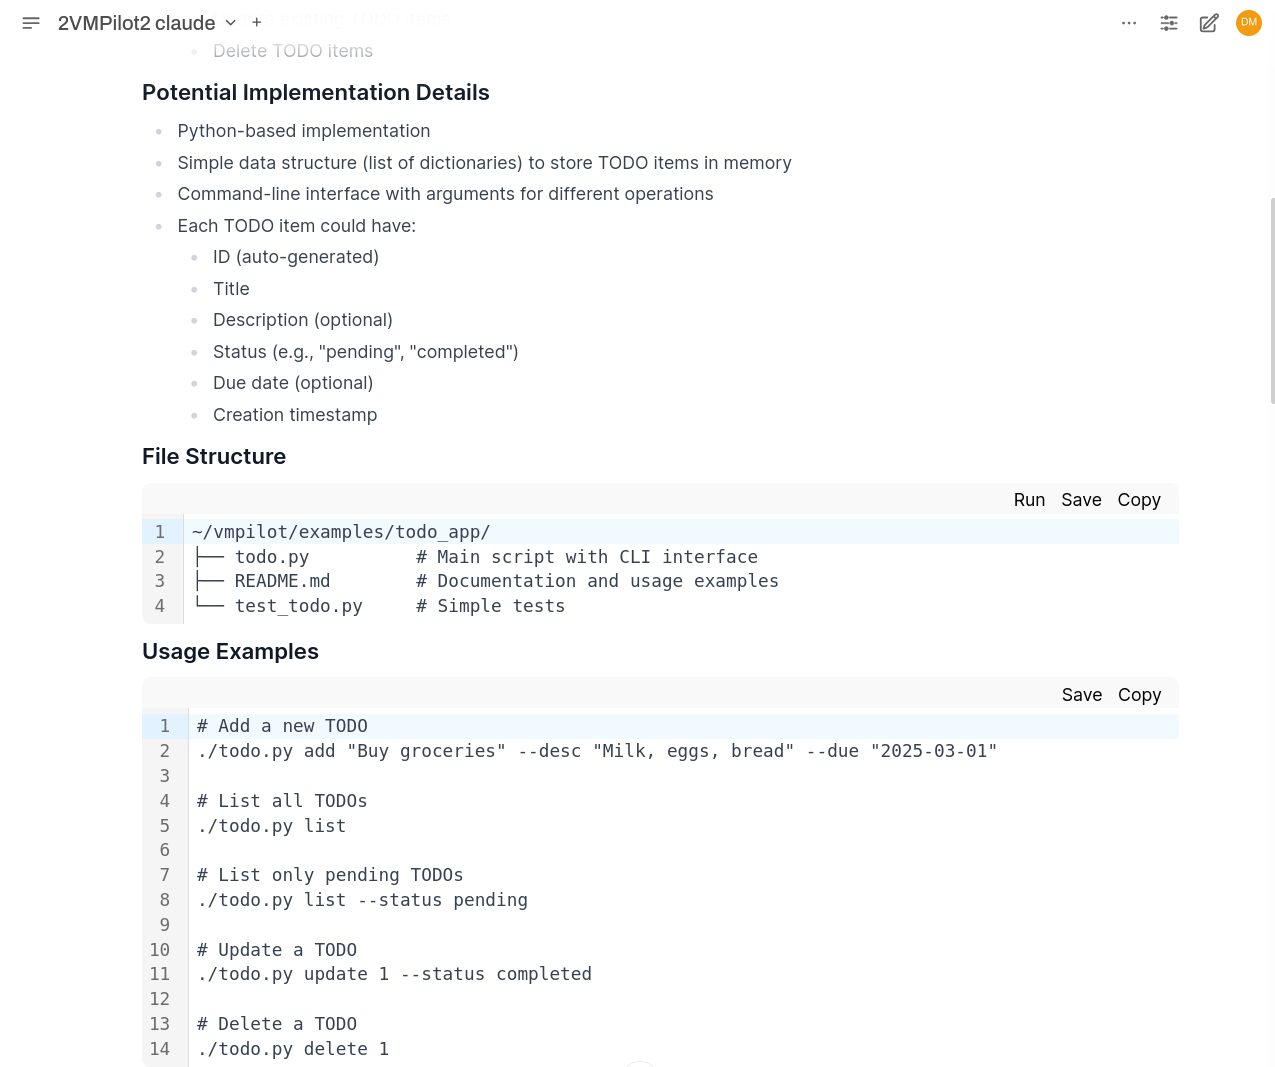 2VMPilot2 claude
+
DM
Update existing TODO items
Delete TODO items
Potential Implementation Details
Python-based implementation
Simple data structure (list of dictionaries) to store TODO items in memory
Command-line interface with arguments for different operations
Each TODO item could have:
ID (auto-generated)
Title
Description (optional)
Status (e.g., "pending", "completed")
Due date (optional)
Creation timestamp
File Structure
Run Save Copy
1 ~/vmpilot/examples/todo_app/
2 ├── todo.py # Main script with CLI interface
3 ├── README.md # Documentation and usage examples
4 └── test_todo.py # Simple tests
Usage Examples
Save Copy
1 # Add a new TODO
2 ./todo.py add "Buy groceries" --desc "Milk, eggs, bread" --due "2025-03-01"
3
4 # List all TODOs
5 ./todo.py list
6
7 # List only pending TODOs
8 ./todo.py list --status pending
9
10 # Update a TODO
11 ./todo.py update 1 --status completed
12
13 # Delete a TODO
14 ./todo.py delete 1